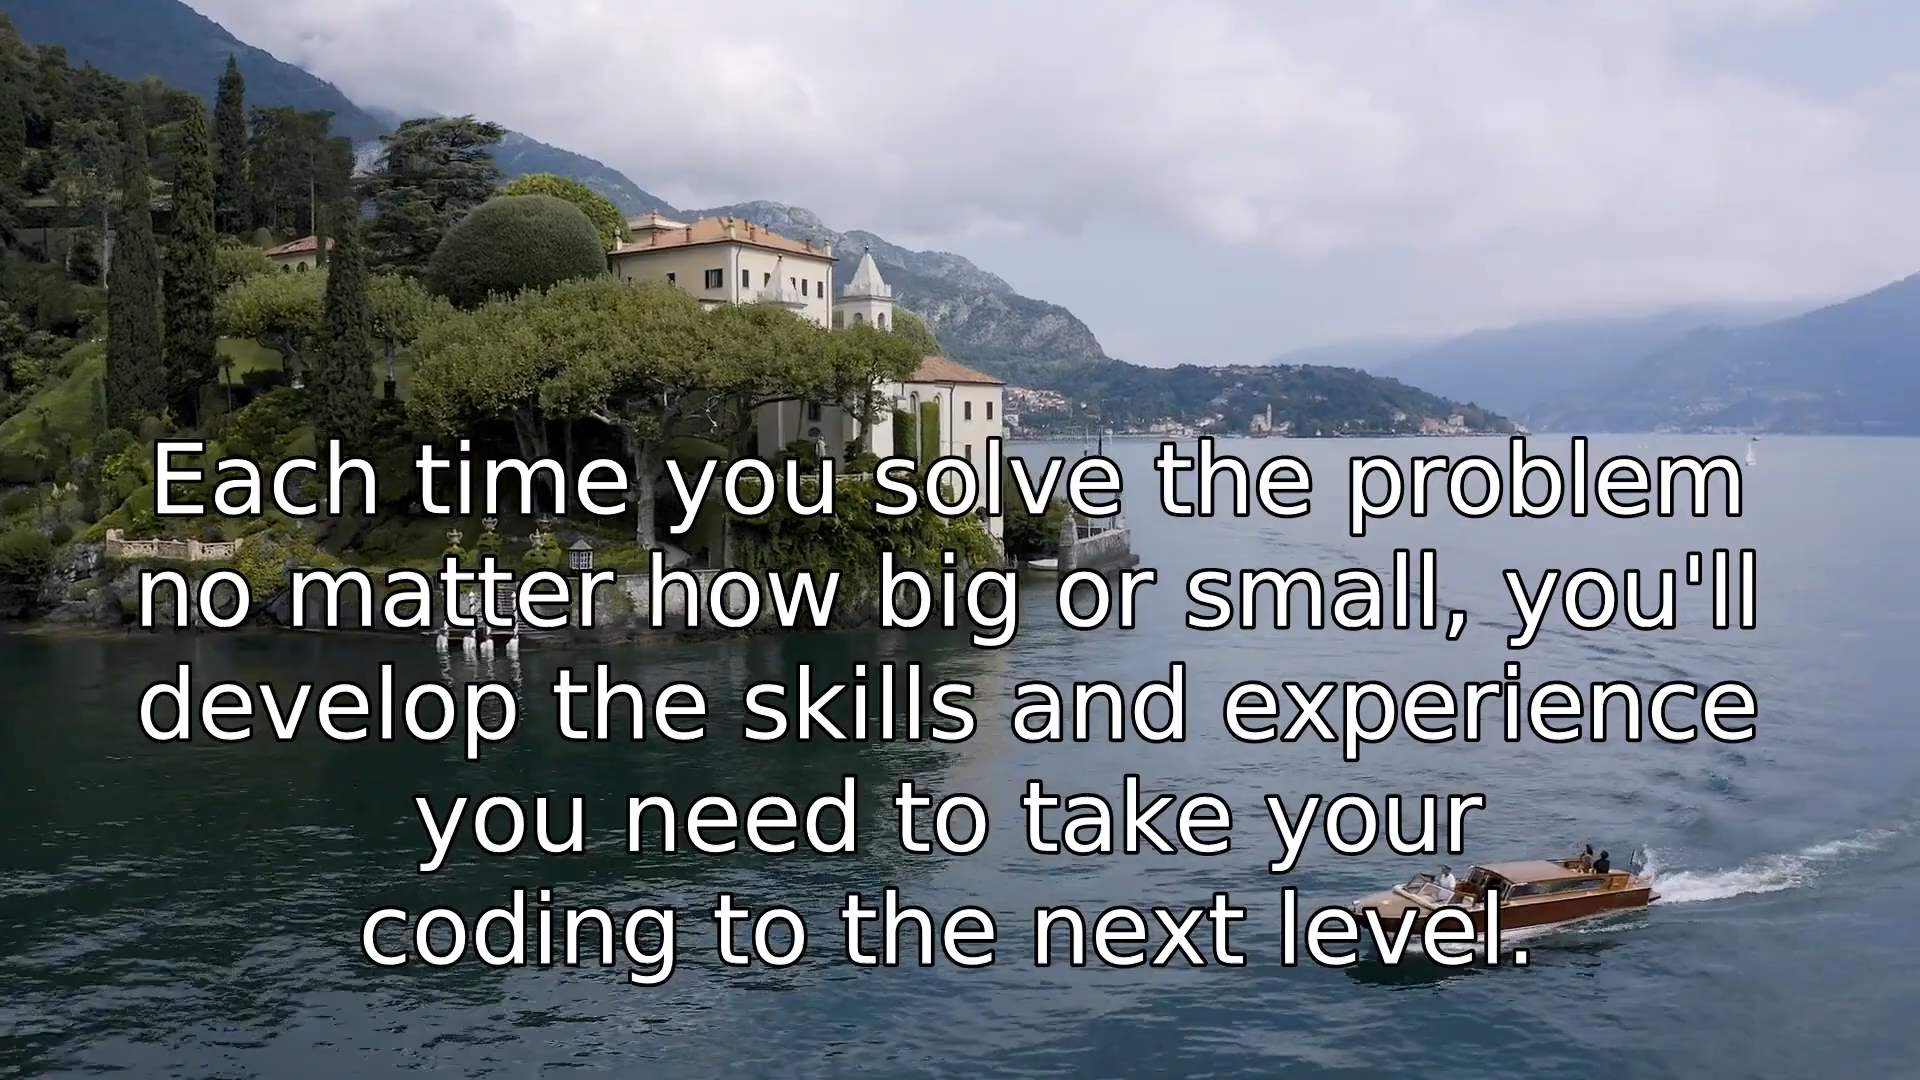 Each time you solve the problem
no matter how big or small, you'll
develop the skills and experience
you need to take your
coding to the next level.